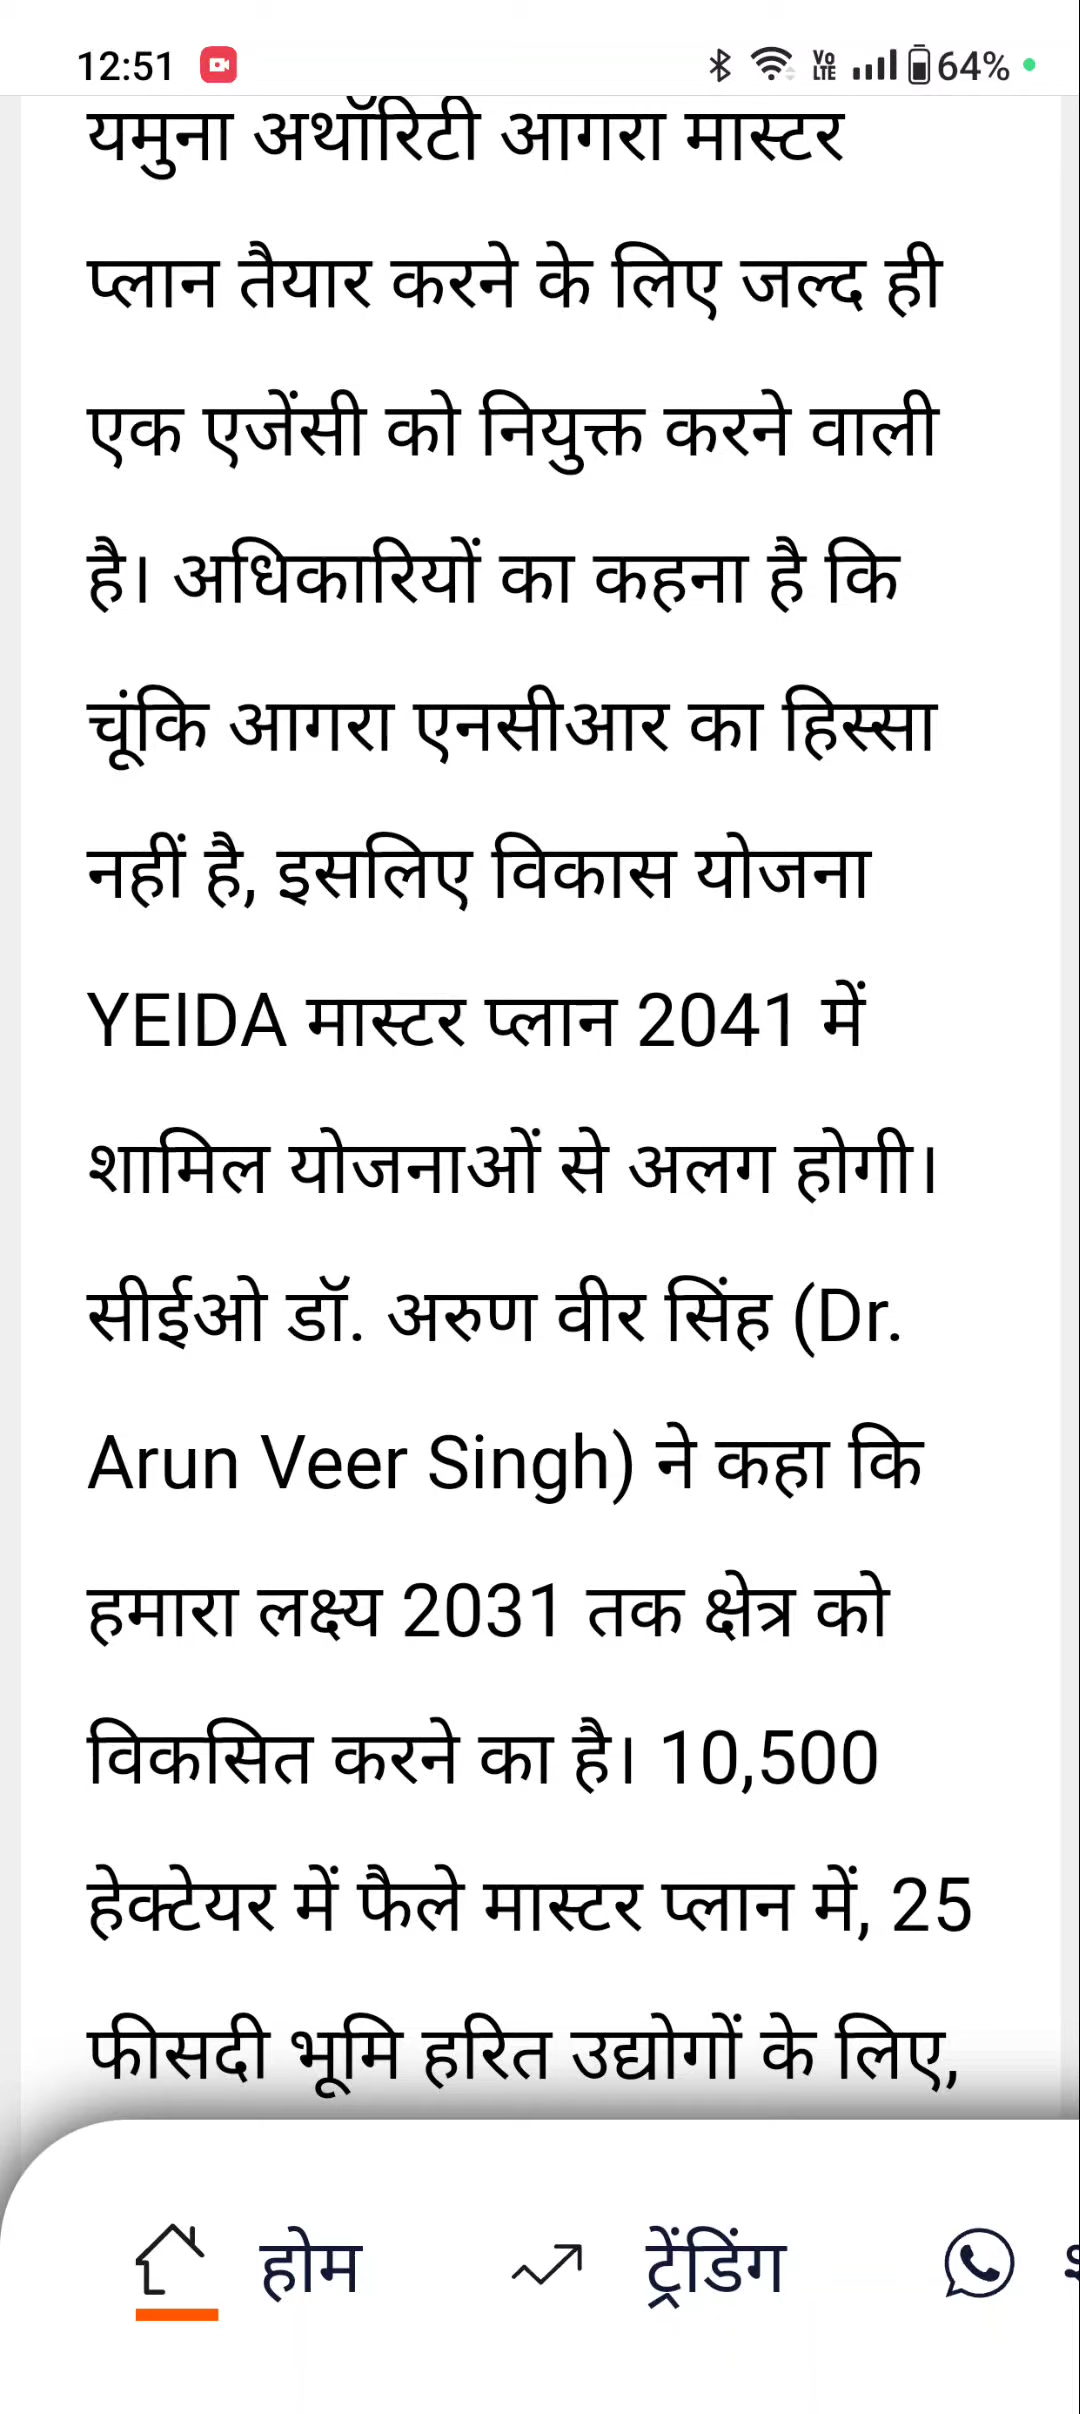 12:51 Vo LTE 64%
यमुना अथॉरिटी आगरा मास्टर
प्लान तैयार करने के लिए जल्द ही
एक एजेंसी को नियुक्त करने वाली
है। अधिकारियों का कहना है कि
चूंकि आगरा एनसीआर का हिस्सा
नहीं है, इसलिए विकास योजना
YEIDA मास्टर प्लान 2041 में
शामिल योजनाओं से अलग होगी।
सीईओ डॉ. अरुण वीर सिंह (Dr.
Arun Veer Singh) ने कहा कि
हमारा लक्ष्य 2031 तक क्षेत्र को
विकसित करने का है। 10,500
हेक्टेयर में फैले मास्टर प्लान में, 25
फीसदी भूमि हरित उद्योगों के लिए,
होम ट्रेंडिंग